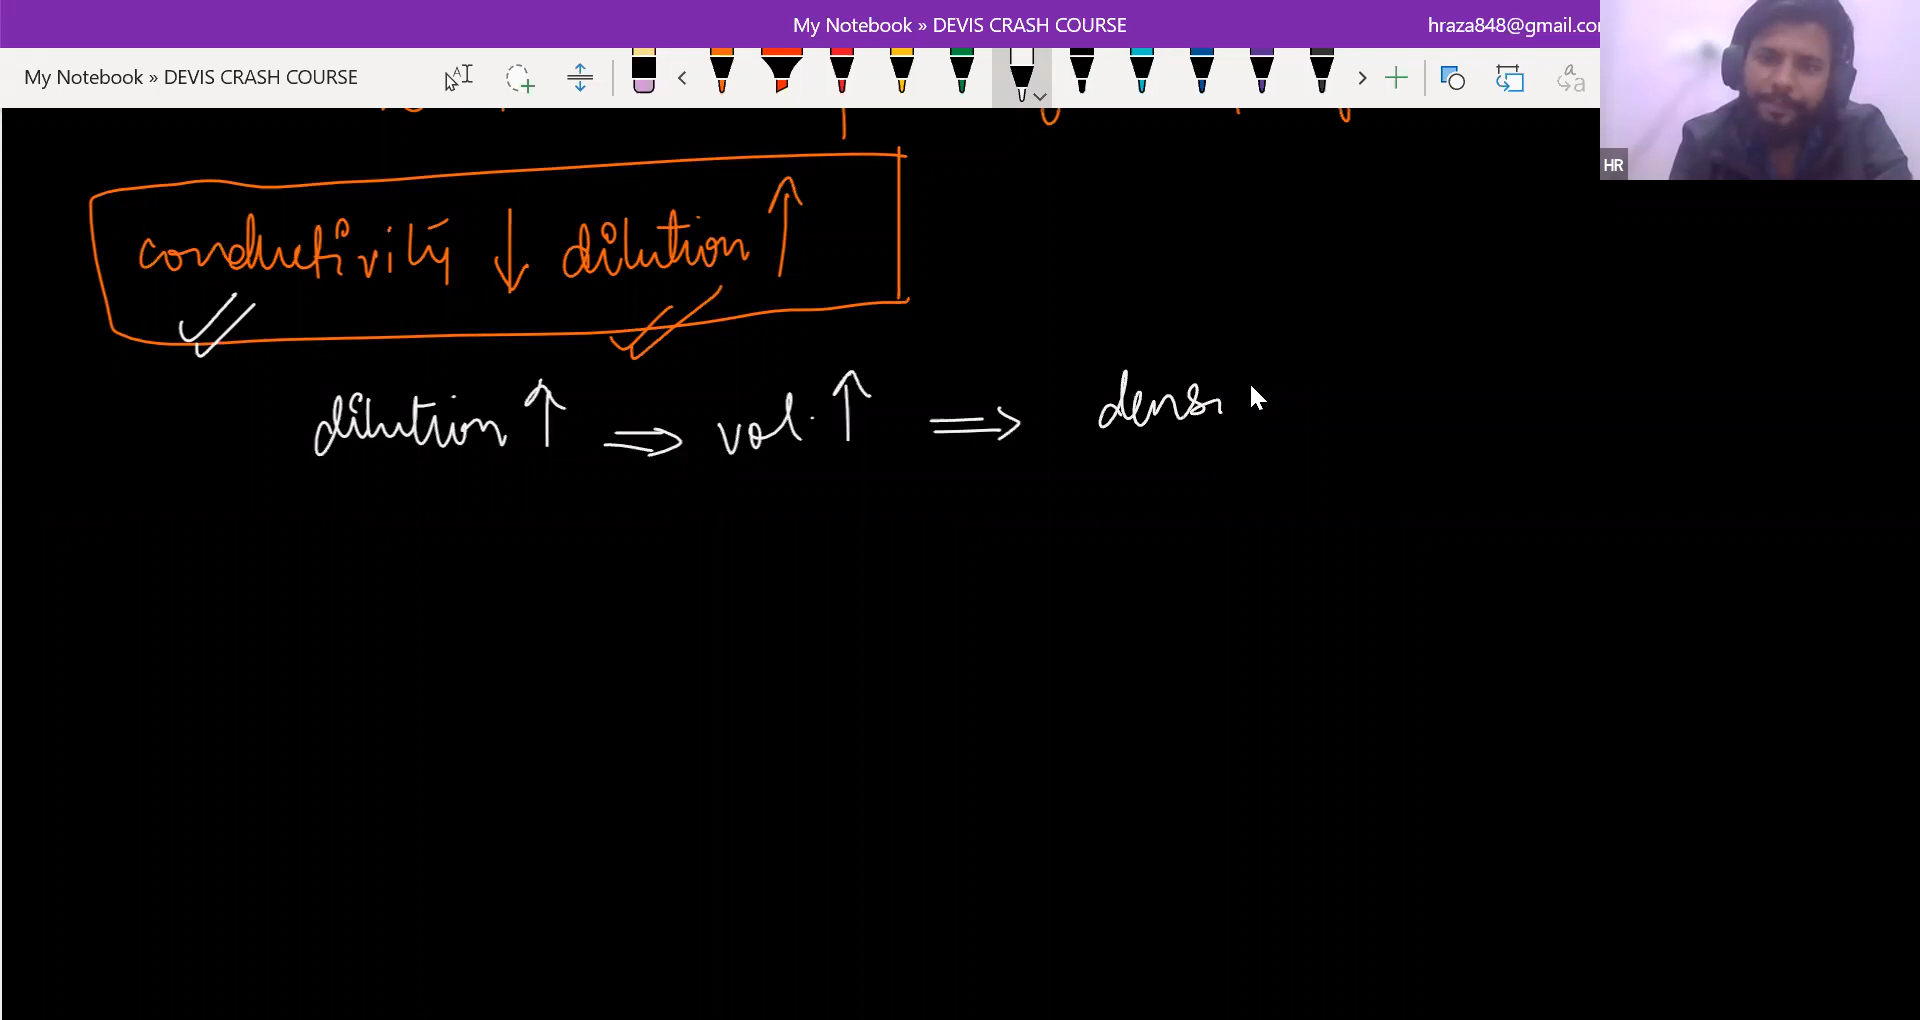 My Notebook » DEVIS CRASH COURSE
hraza848@gmail.co
My Notebook » DEVIS CRASH COURSE
HR
conductivity ↓ dilution ↑
dilution ↑ ⇒ vol. ↑ ⇒ densi